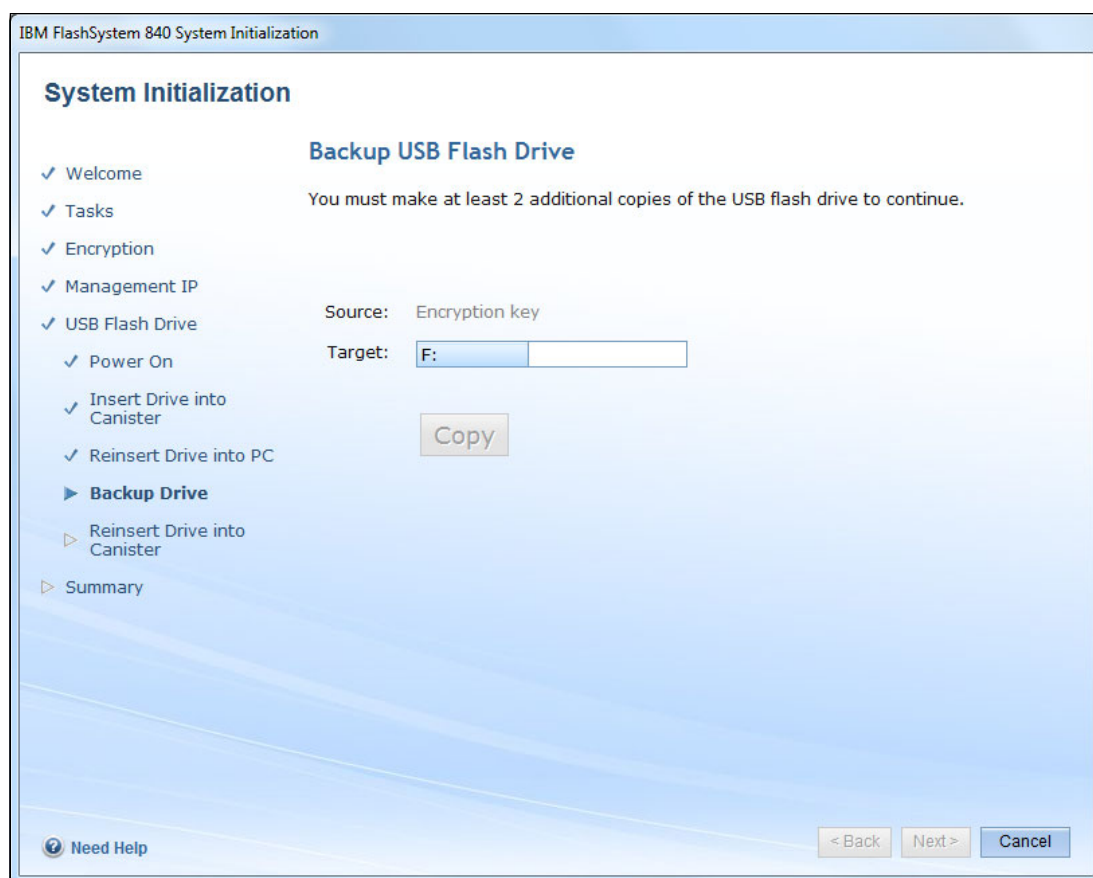 IBM FlashSystem 840 System Initialization
System Initialization
Welcome
Tasks
Encryption
Management IP
USB Flash Drive
Power On
Insert Drive into
Canister
Reinsert Drive into PC
Backup Drive
Reinsert Drive into
Canister
Summary
Backup USB Flash Drive
You must make at least 2 additional copies of the USB flash drive to continue.
Source: Encryption key
Target: F:
Copy
Need Help
< Back Next > Cancel